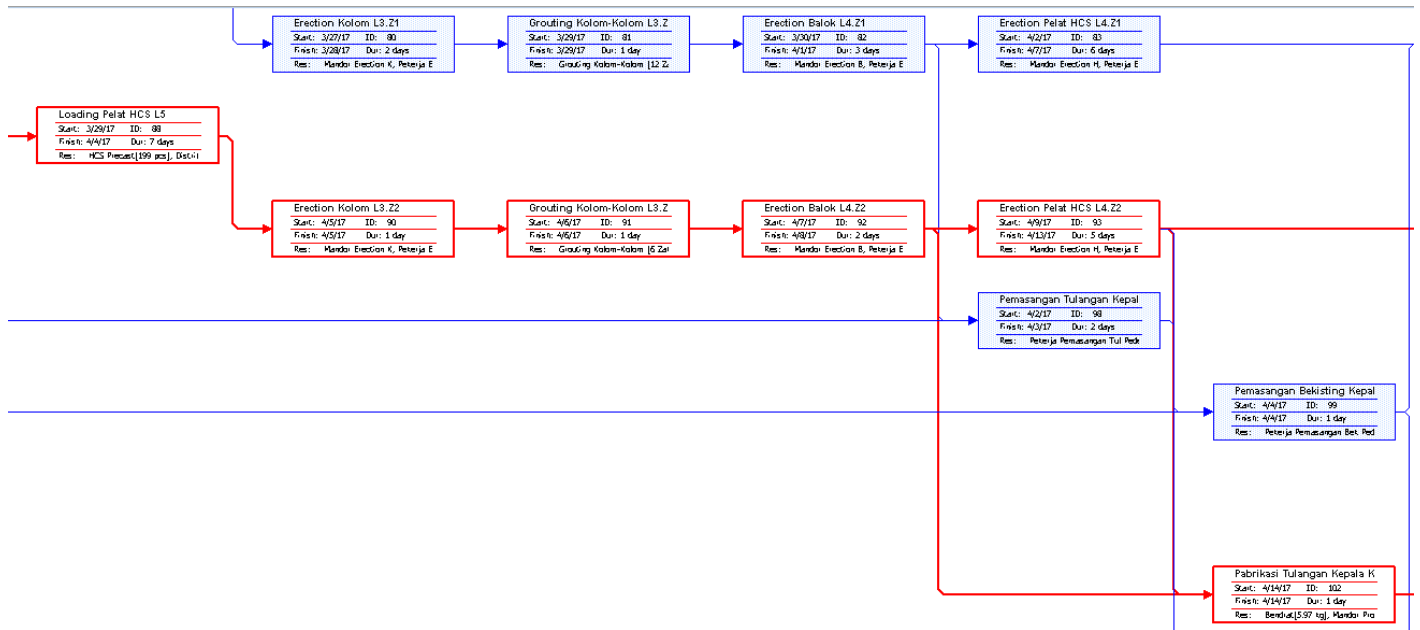 Erection Kolom L3.Z1
Start: 3/27/17 ID: 80
Finish: 3/28/17 Dur: 2 days
Res: Mandor Erection K, Pekerja E
Grouting Kolom-Kolom L3.Z
Start: 3/29/17 ID: 81
Finish: 3/29/17 Dur: 1 day
Res: Grouting Kolom-Kolom [12 Za
Erection Balok L4.Z1
Start: 3/30/17 ID: 82
Finish: 4/1/17 Dur: 3 days
Res: Mandor Erection B, Pekerja E
Erection Pelat HCS L4.Z1
Start: 4/2/17 ID: 83
Finish: 4/7/17 Dur: 6 days
Res: Mandor Erection H, Pekerja E
Loading Pelat HCS L5
Start: 3/29/17 ID: 88
Finish: 4/4/17 Dur: 7 days
Res: HCS Precast[199 pcs], Distri
Erection Kolom L3.Z2
Start: 4/5/17 ID: 90
Finish: 4/5/17 Dur: 1 day
Res: Mandor Erection K, Pekerja E
Grouting Kolom-Kolom L3.Z
Start: 4/6/17 ID: 91
Finish: 4/6/17 Dur: 1 day
Res: Grouting Kolom-Kolom [6 Za
Erection Balok L4.Z2
Start: 4/7/17 ID: 92
Finish: 4/8/17 Dur: 2 days
Res: Mandor Erection B, Pekerja E
Erection Pelat HCS L4.Z2
Start: 4/9/17 ID: 93
Finish: 4/13/17 Dur: 5 days
Res: Mandor Erection H, Pekerja E
Pemasangan Tulangan Kepal
Start: 4/2/17 ID: 98
Finish: 4/3/17 Dur: 2 days
Res: Pekerja Pemasangan Tul Pede
Pemasangan Bekisting Kepal
Start: 4/4/17 ID: 99
Finish: 4/4/17 Dur: 1 day
Res: Pekerja Pemasangan Bek Ped
Pabrikasi Tulangan Kepala K
Start: 4/14/17 ID: 102
Finish: 4/14/17 Dur: 1 day
Res: Bendrat[5.97 kg], Mandor Pro